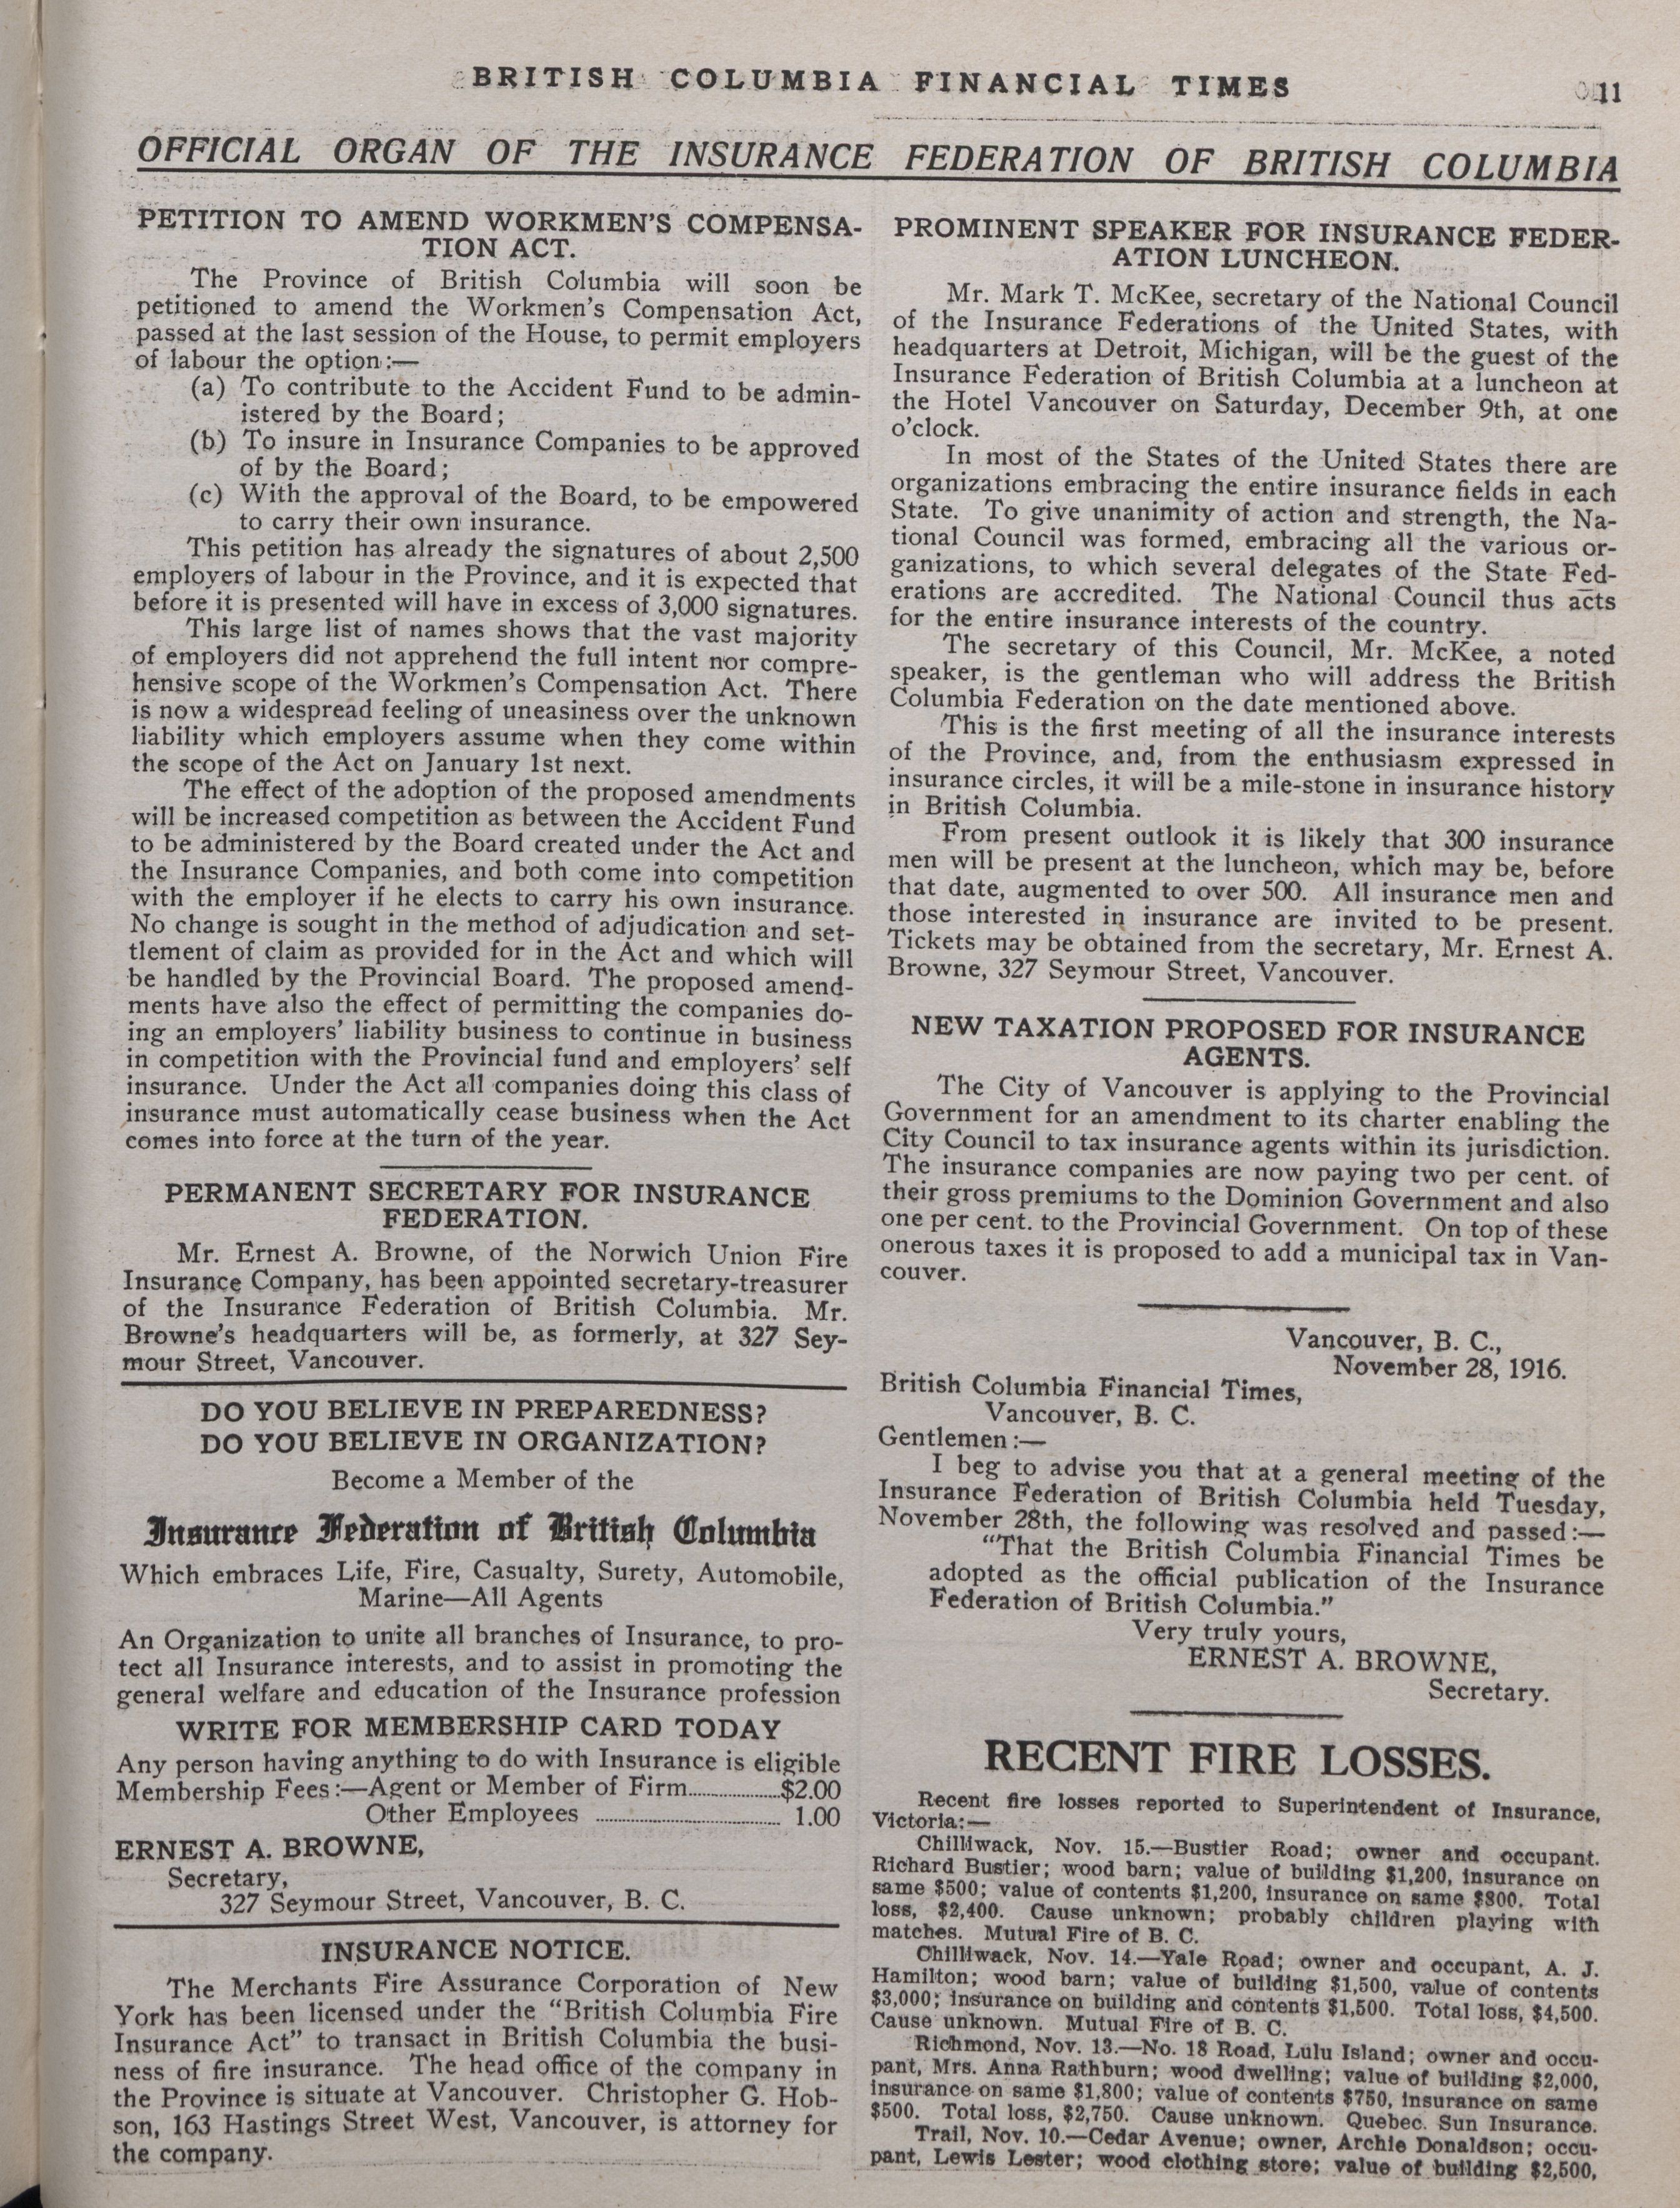 BRITISH COLUMBIA FINANCIAL TIMES
11
OFFICIAL ORGAN OF THE INSURANCE FEDERATION OF BRITISH COLUMBIA
PETITION TO AMEND WORKMEN'S COMPENSA-
TION ACT.
The Province of British Columbia will soon be
petitioned to amend the Workmen's Compensation Act,
passed at the last session of the House, to permit employers
of labour the option:—
(a) To contribute to the Accident Fund to be admin-
istered by the Board;
(b) To insure in Insurance Companies to be approved
of by the Board;
(c) With the approval of the Board, to be empowered
to carry their own insurance.
This petition has already the signatures of about 2,500
employers of labour in the Province, and it is expected that
before it is presented will have in excess of 3,000 signatures.
This large list of names shows that the vast majority
of employers did not apprehend the full intent nor compre-
hensive scope of the Workmen's Compensation Act. There
is now a widespread feeling of uneasiness over the unknown
liability which employers assume when they come within
the scope of the Act on January 1st next.
The effect of the adoption of the proposed amendments
will be increased competition as between the Accident Fund
to be administered by the Board created under the Act and
the Insurance Companies, and both come into competition
with the employer if he elects to carry his own insurance.
No change is sought in the method of adjudication and set-
tlement of claim as provided for in the Act and which will
be handled by the Provincial Board. The proposed amend-
ments have also the effect of permitting the companies do-
ing an employers' liability business to continue in business
in competition with the Provincial fund and employers' self
insurance. Under the Act all companies doing this class of
insurance must automatically cease business when the Act
comes into force at the turn of the year.
PERMANENT SECRETARY FOR INSURANCE
FEDERATION.
Mr. Ernest A. Browne, of the Norwich Union Fire
Insurance Company, has been appointed secretary-treasurer
of the Insurance Federation of British Columbia. Mr.
Browne's headquarters will be, as formerly, at 327 Sey-
mour Street, Vancouver.
DO YOU BELIEVE IN PREPAREDNESS?
DO YOU BELIEVE IN ORGANIZATION?
Become a Member of the
Insurance Federation of British Columbia
Which embraces Life, Fire, Casualty, Surety, Automobile,
Marine—All Agents
An Organization to unite all branches of Insurance, to pro-
tect all Insurance interests, and to assist in promoting the
general welfare and education of the Insurance profession
WRITE FOR MEMBERSHIP CARD TODAY
Any person having anything to do with Insurance is eligible
Membership Fees:—Agent or Member of Firm....................$2.00
Other Employees ........................................ 1.00
ERNEST A. BROWNE,
Secretary,
327 Seymour Street, Vancouver, B. C.
INSURANCE NOTICE.
The Merchants Fire Assurance Corporation of New
York has been licensed under the "British Columbia Fire
Insurance Act" to transact in British Columbia the busi-
ness of fire insurance. The head office of the company in
the Province is situate at Vancouver. Christopher G. Hob-
son, 163 Hastings Street West, Vancouver, is attorney for
the company.
PROMINENT SPEAKER FOR INSURANCE FEDER-
ATION LUNCHEON.
Mr. Mark T. McKee, secretary of the National Council
of the Insurance Federations of the United States, with
headquarters at Detroit, Michigan, will be the guest of the
Insurance Federation of British Columbia at a luncheon at
the Hotel Vancouver on Saturday, December 9th, at one
o'clock.
In most of the States of the United States there are
organizations embracing the entire insurance fields in each
State. To give unanimity of action and strength, the Na-
tional Council was formed, embracing all the various or-
ganizations, to which several delegates of the State Fed-
erations are accredited. The National Council thus acts
for the entire insurance interests of the country.
The secretary of this Council, Mr. McKee, a noted
speaker, is the gentleman who will address the British
Columbia Federation on the date mentioned above.
This is the first meeting of all the insurance interests
of the Province, and, from the enthusiasm expressed in
insurance circles, it will be a mile-stone in insurance history
in British Columbia.
From present outlook it is likely that 300 insurance
men will be present at the luncheon, which may be, before
that date, augmented to over 500. All insurance men and
those interested in insurance are invited to be present.
Tickets may be obtained from the secretary, Mr. Ernest A.
Browne, 327 Seymour Street, Vancouver.
NEW TAXATION PROPOSED FOR INSURANCE
AGENTS.
The City of Vancouver is applying to the Provincial
Government for an amendment to its charter enabling the
City Council to tax insurance agents within its jurisdiction.
The insurance companies are now paying two per cent. of
their gross premiums to the Dominion Government and also
one per cent. to the Provincial Government. On top of these
onerous taxes it is proposed to add a municipal tax in Van-
couver.
Vancouver, B. C.,
November 28, 1916.
British Columbia Financial Times,
Vancouver, B. C.
Gentlemen:—
I beg to advise you that at a general meeting of the
Insurance Federation of British Columbia held Tuesday,
November 28th, the following was resolved and passed:—
"That the British Columbia Financial Times be
adopted as the official publication of the Insurance
Federation of British Columbia."
Very truly yours,
ERNEST A. BROWNE,
Secretary.
RECENT FIRE LOSSES.
Recent fire losses reported to Superintendent of Insurance,
Victoria:—
Chilliwack, Nov. 15.—Bustier Road; owner and occupant.
Richard Bustier; wood barn; value of building $1,200, insurance on
same $500; value of contents $1,200, insurance on same $800. Total
loss, $2,400. Cause unknown; probably children playing with
matches. Mutual Fire of B. C.
Chilliwack, Nov. 14.—Yale Road; owner and occupant, A. J.
Hamilton; wood barn; value of building $1,500, value of contents
$3,000; insurance on building and contents $1,500. Total loss, $4,500.
Cause unknown. Mutual Fire of B. C.
Richmond, Nov. 13.—No. 18 Road, Lulu Island; owner and occu-
pant, Mrs. Anna Rathburn; wood dwelling; value of building $2,000,
insurance on same $1,800; value of contents $750, insurance on same
$500. Total loss, $2,750. Cause unknown. Quebec. Sun Insurance.
Trail, Nov. 10.—Cedar Avenue; owner, Archie Donaldson; occu-
pant, Lewis Lester; wood clothing store; value of building $2,500,